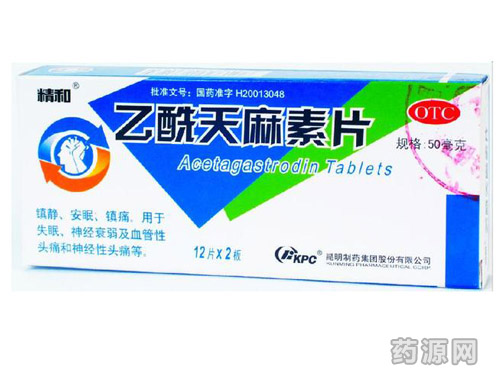 批准文号：国药准字 H20013048
精和®
乙酰天麻素片
OTC
Acetagastrodin Tablets
规格:50毫克
镇静、安眠、镇痛。用于
失眠、神经衰弱及血管性
头痛和神经性头痛等。
12片×2板
KPC®
昆明制药集团股份有限公司
KUNMING PHARMACEUTICAL CORP.
药源网